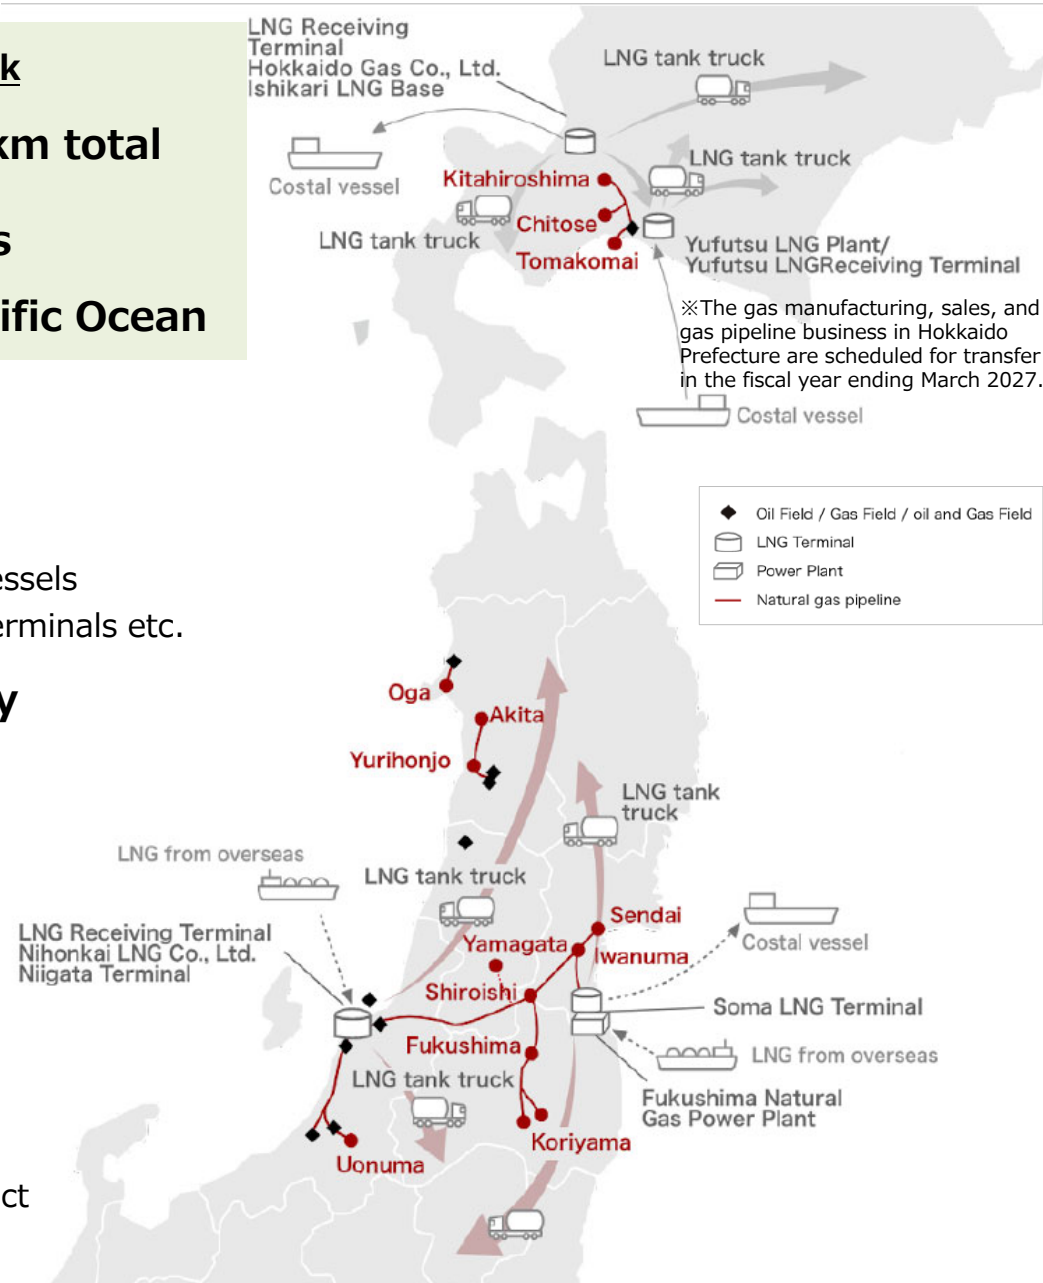 k
km total
s
ific Ocean
essels
erminals etc.
y
ct
LNG Receiving
Terminal
Hokkaido Gas Co., Ltd.
Ishikari LNG Base
LNG tank truck
Costal vessel
LNG tank truck
Kitahiroshima
Chitose
LNG tank truck
Tomakomai
Yufutsu LNG Plant/
Yufutsu LNGReceiving Terminal
※The gas manufacturing, sales, and
gas pipeline business in Hokkaido
Prefecture are scheduled for transfer
in the fiscal year ending March 2027.
Costal vessel
Oil Field / Gas Field / oil and Gas Field
LNG Terminal
Power Plant
Natural gas pipeline
Oga
Akita
Yurihonjo
LNG tank
truck
LNG from overseas
LNG tank truck
LNG Receiving Terminal
Nihonkai LNG Co., Ltd.
Niigata Terminal
Sendai
Yamagata
Iwanuma
Costal vessel
Shiroishi
Soma LNG Terminal
Fukushima
LNG from overseas
LNG tank truck
Fukushima Natural
Gas Power Plant
Koriyama
Uonuma